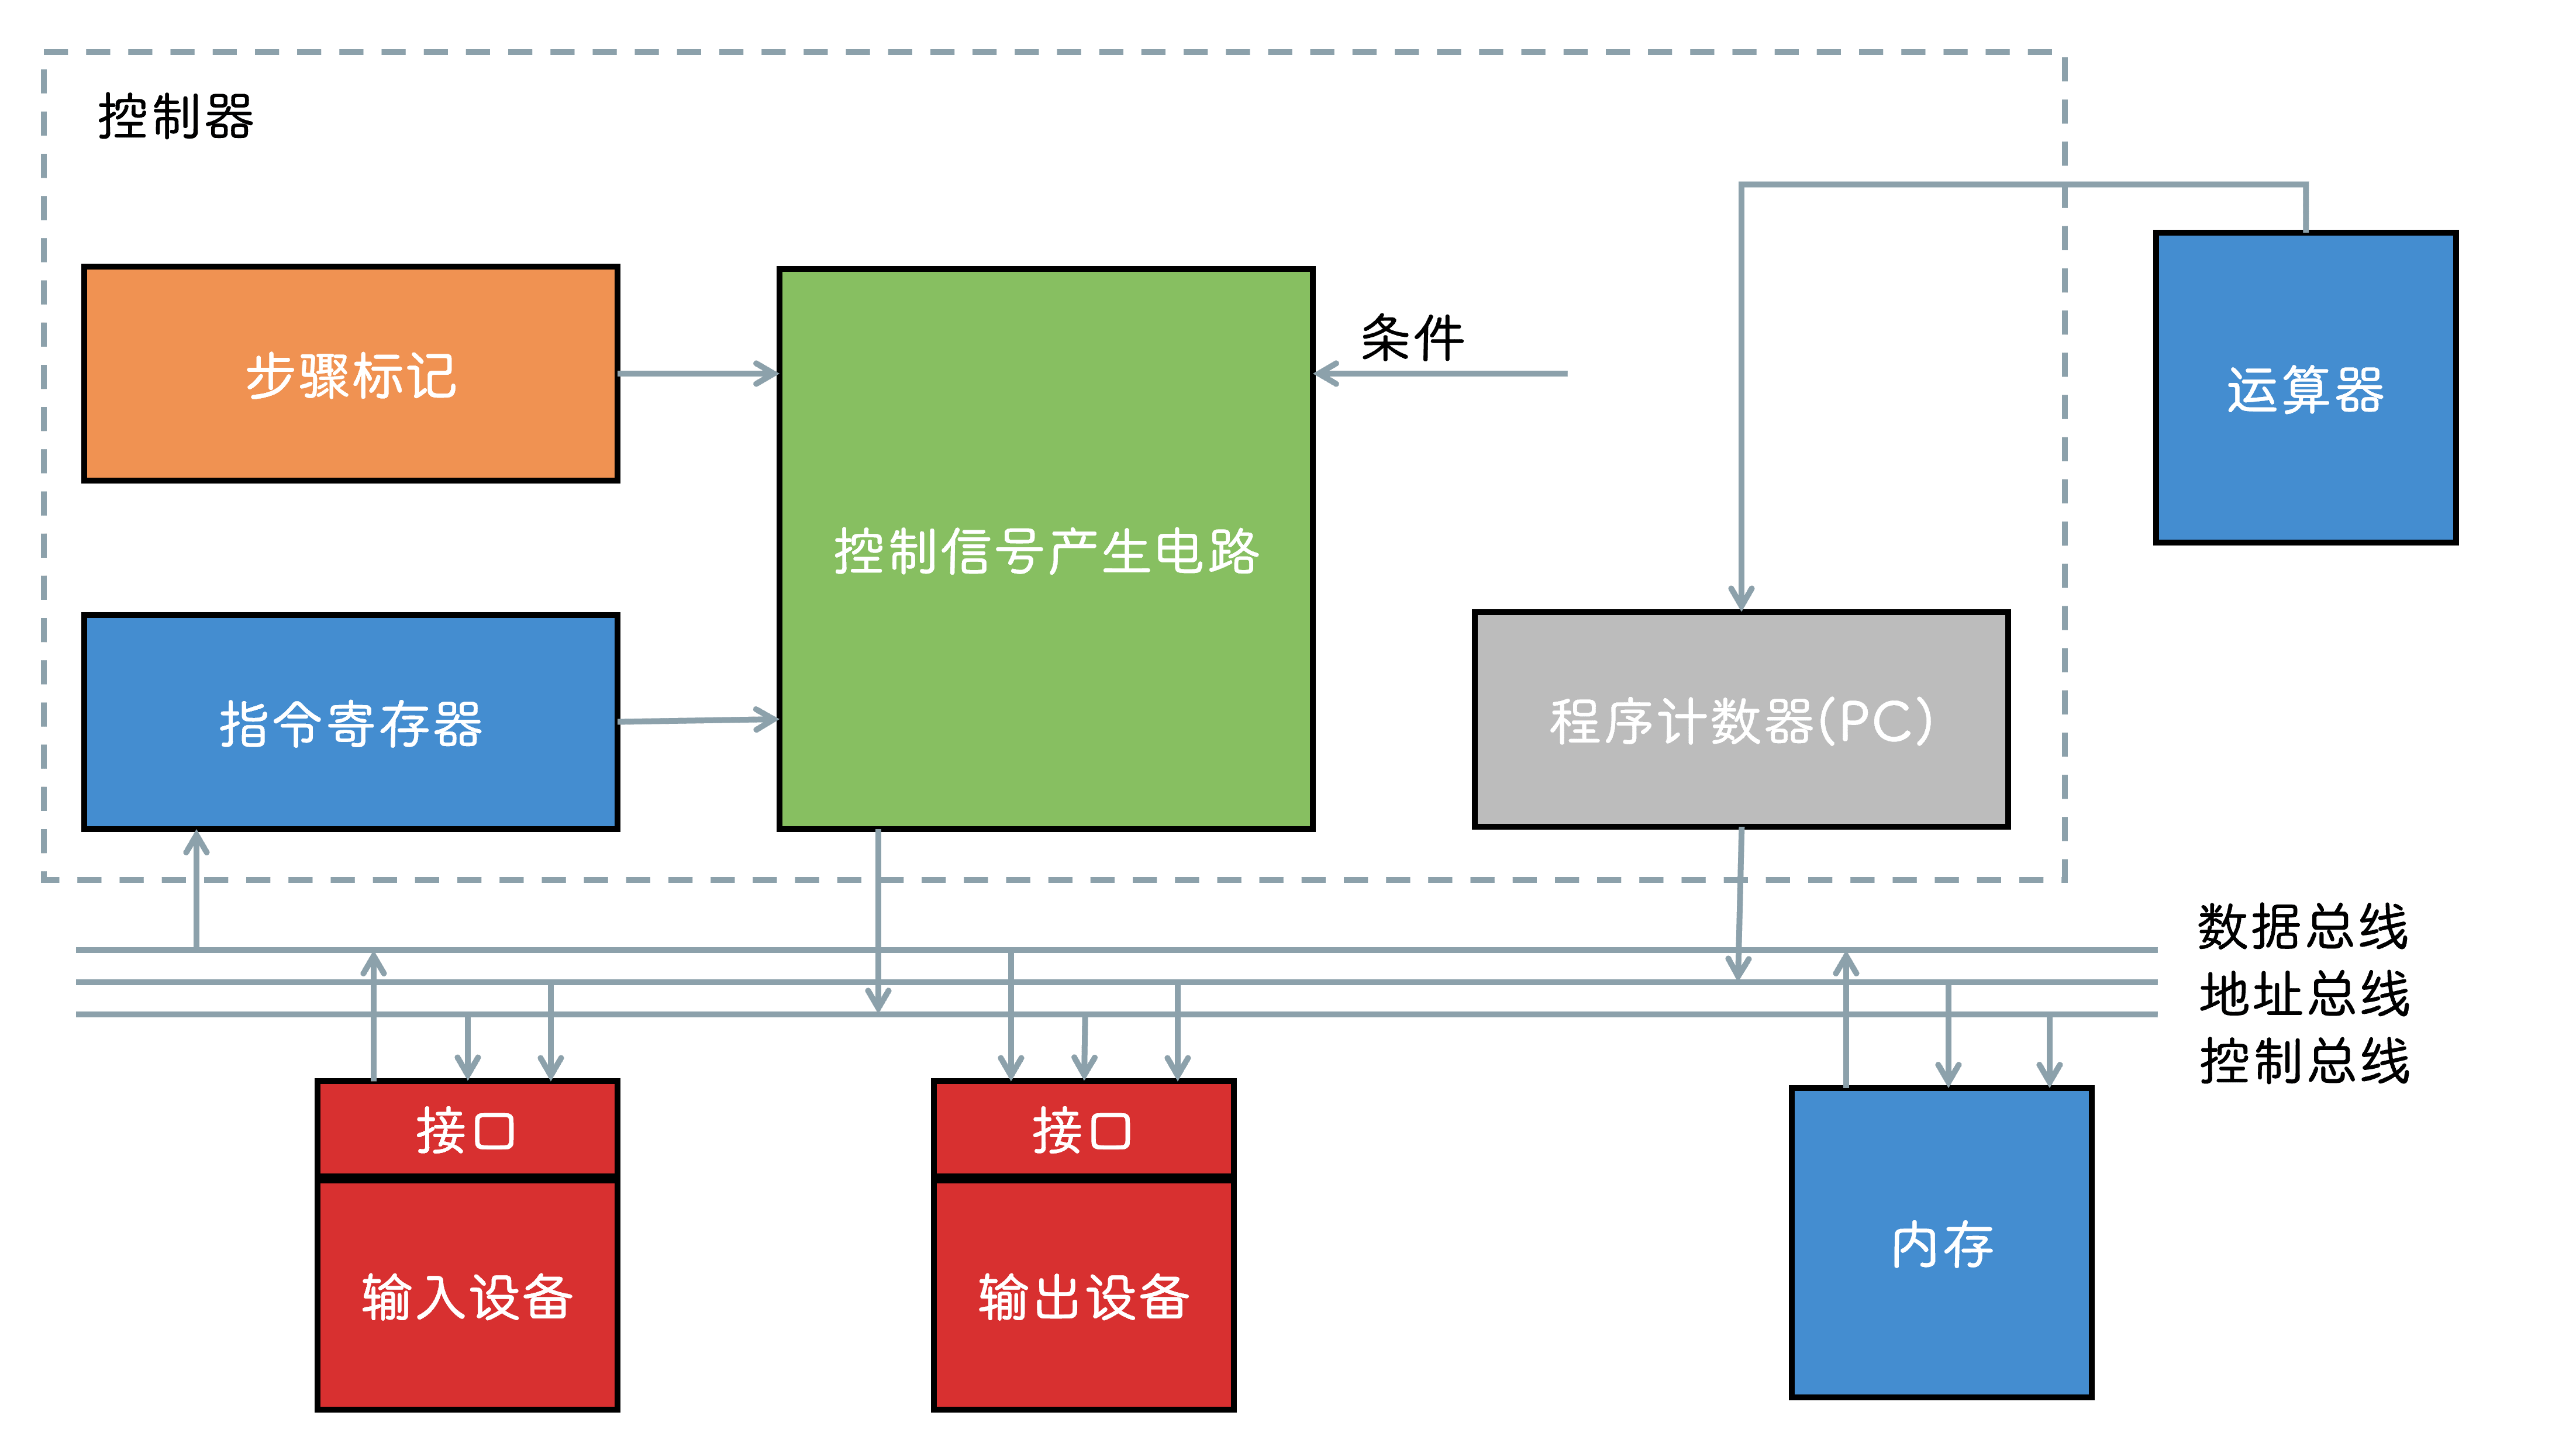 控制器
步骤标记
控制信号产生电路
条件
运算器
指令寄存器
程序计数器(PC)
数据总线
地址总线
控制总线
接口
输入设备
接口
输出设备
内存